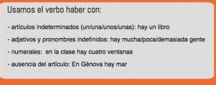 Usamos el verbo haber con:
- artículos indeterminados (un/una/unos/unas): hay un libro
- adjetivos y pronombres indefinidos: hay mucha/poca/demasiada gente
- numerales: en la clase hay cuatro ventanas
- ausencia del artículo: En Génova hay mar